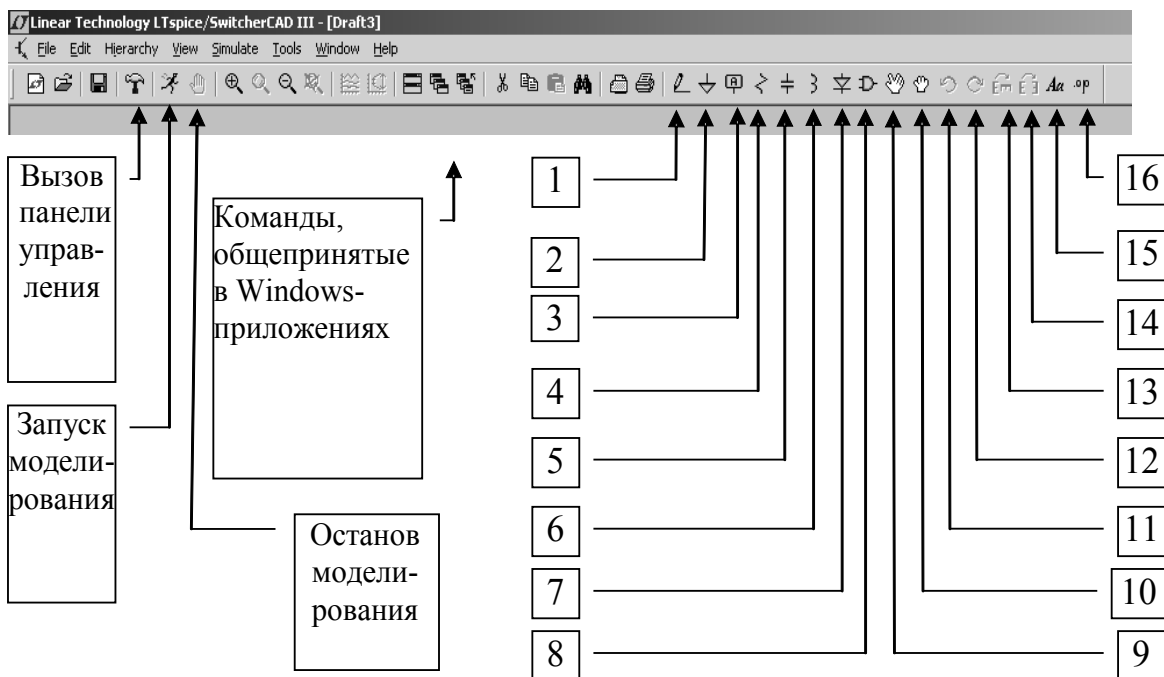 Linear Technology LTspice/SwitcherCAD III - [Draft3]
File Edit Hierarchy View Simulate Tools Window Help
Aa .op
Вызов
панели
управ-
ления
Команды,
общепринятые
в Windows-
приложениях
Запуск
модели-
рования
Останов
модели-
рования
1
2
3
4
5
6
7
8
16
15
14
13
12
11
10
9